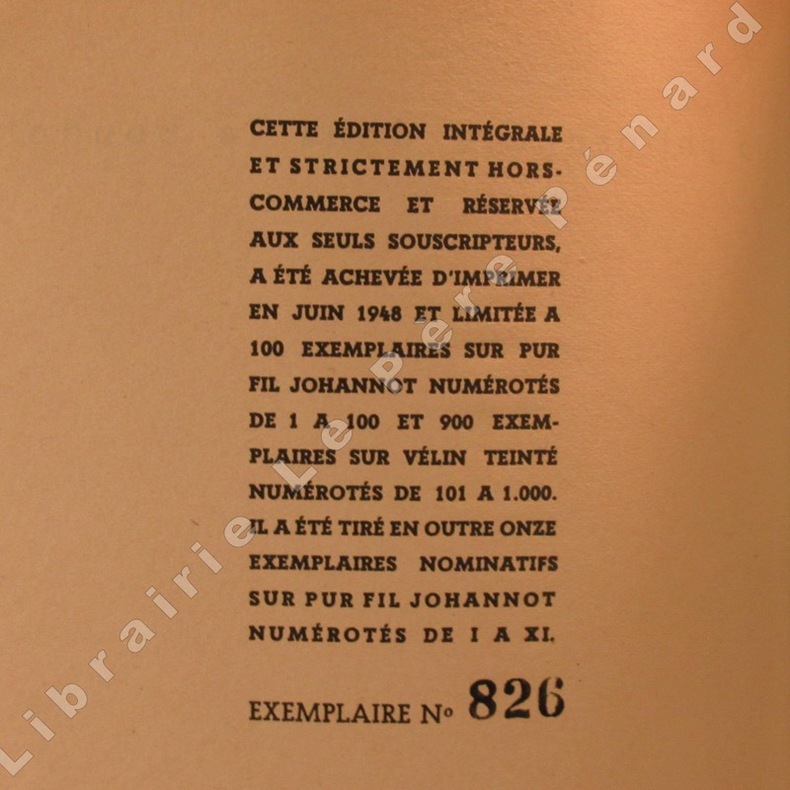 CETTE ÉDITION INTÉGRALE
ET STRICTEMENT HORS-
COMMERCE ET RÉSERVÉE
AUX SEULS SOUSCRIPTEURS,
A ÉTÉ ACHEVÉE D'IMPRIMER
EN JUIN 1948 ET LIMITÉE A
100 EXEMPLAIRES SUR PUR
FIL JOHANNOT NUMÉROTÉS
DE 1 A 100 ET 900 EXEM-
PLAIRES SUR VÉLIN TEINTÉ
NUMÉROTÉS DE 101 A 1.000.
IL A ÉTÉ TIRÉ EN OUTRE ONZE
EXEMPLAIRES NOMINATIFS
SUR PUR FIL JOHANNOT
NUMÉROTÉS DE I A XI.
EXEMPLAIRE Nº 826
Librairie Le Père Pénard